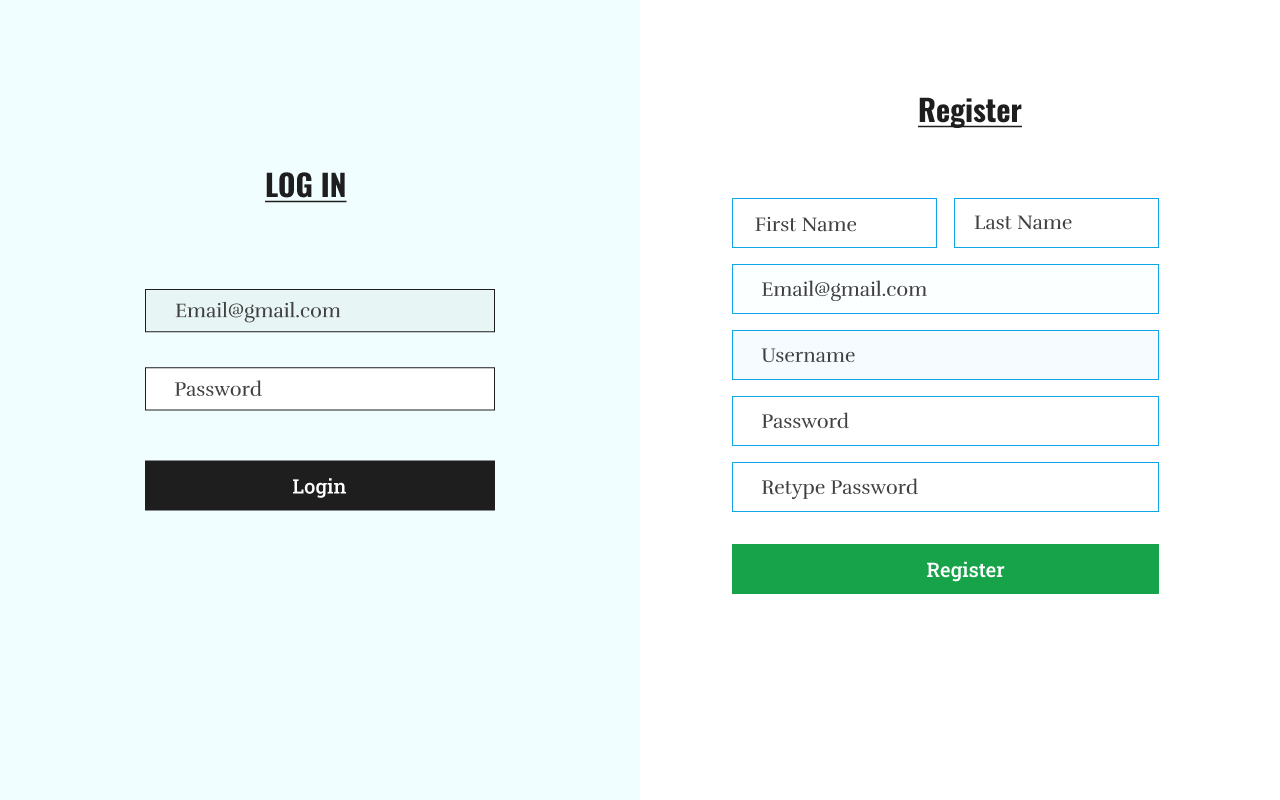 LOG IN
Email@gmail.com
Password
Login
Register
First Name
Last Name
Email@gmail.com
Username
Password
Retype Password
Register